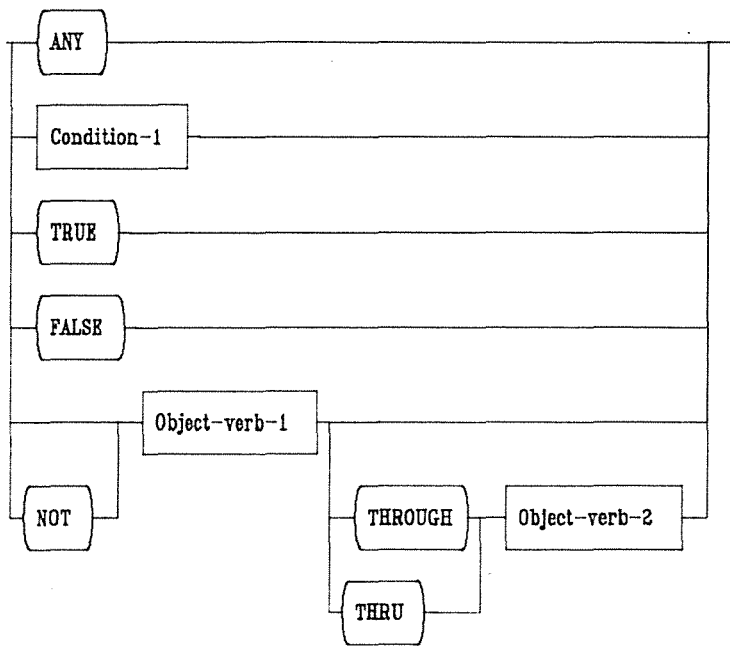 ANY
Condition-1
TRUE
FALSE
Object-verb-1
NOT
THROUGH
Object-verb-2
THRU